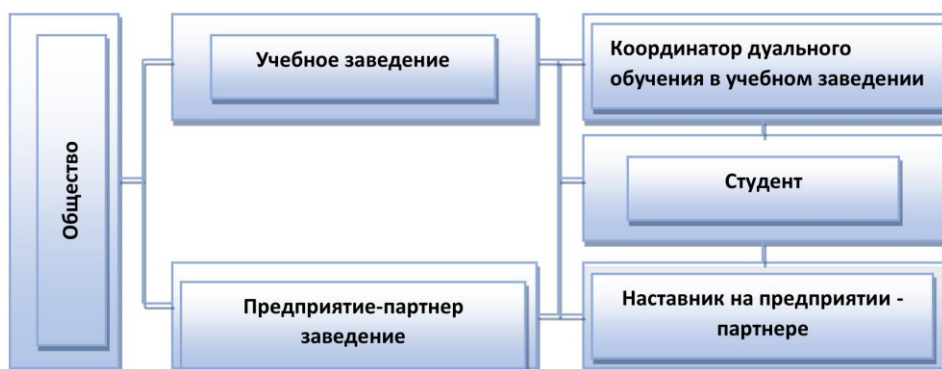 Общество
Учебное заведение
Предприятие-партнер
заведение
Координатор дуального
обучения в учебном заведении
Студент
Наставник на предприятии -
партнере